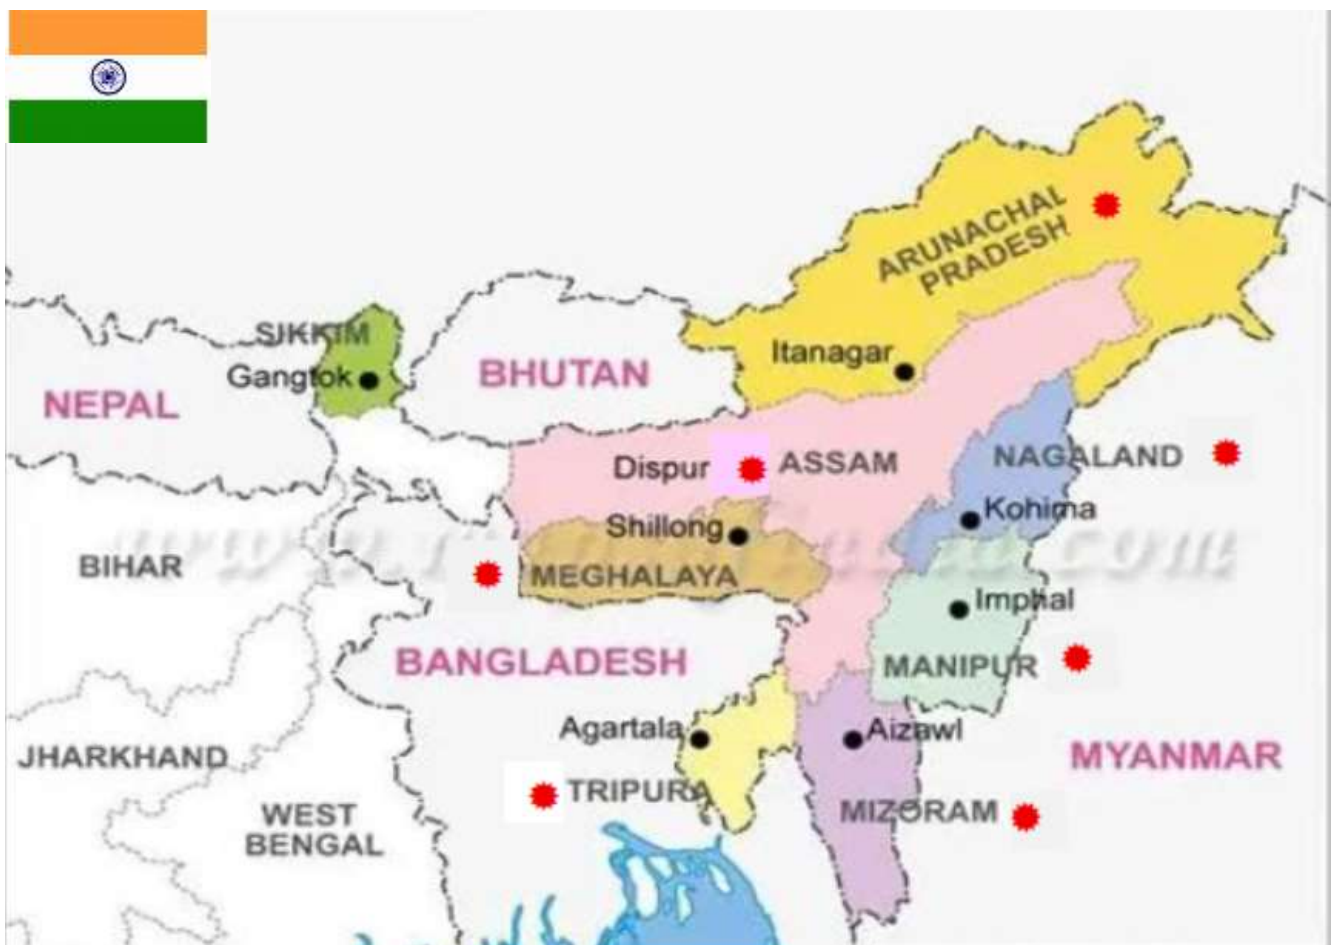 ARUNACHAL
PRADESH
SIKKIM
Itanagar
Gangtok
BHUTAN
NEPAL
Dispur
ASSAM
NAGALAND
Shillong
Kohima
BIHAR
MEGHALAYA
Imphal
BANGLADESH
MANIPUR
Agartala
Aizawl
JHARKHAND
MYANMAR
TRIPURA
WEST
BENGAL
MIZORAM